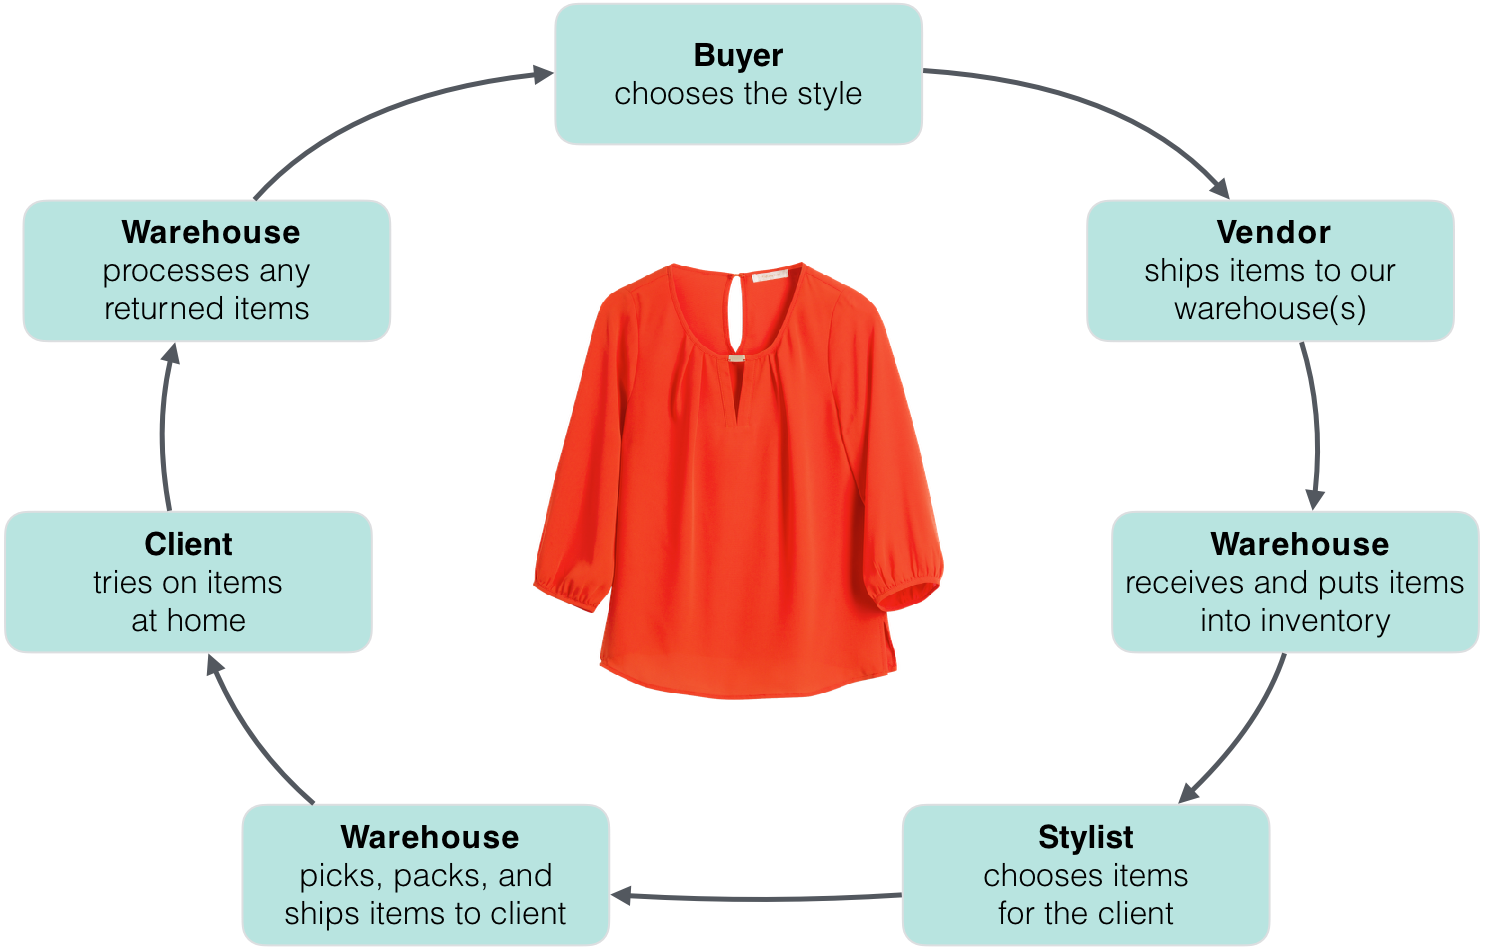 Buyer
chooses the style
Vendor
ships items to our
warehouse(s)
Warehouse
receives and puts items
into inventory
Stylist
chooses items
for the client
Warehouse
picks, packs, and
ships items to client
Client
tries on items
at home
Warehouse
processes any
returned items